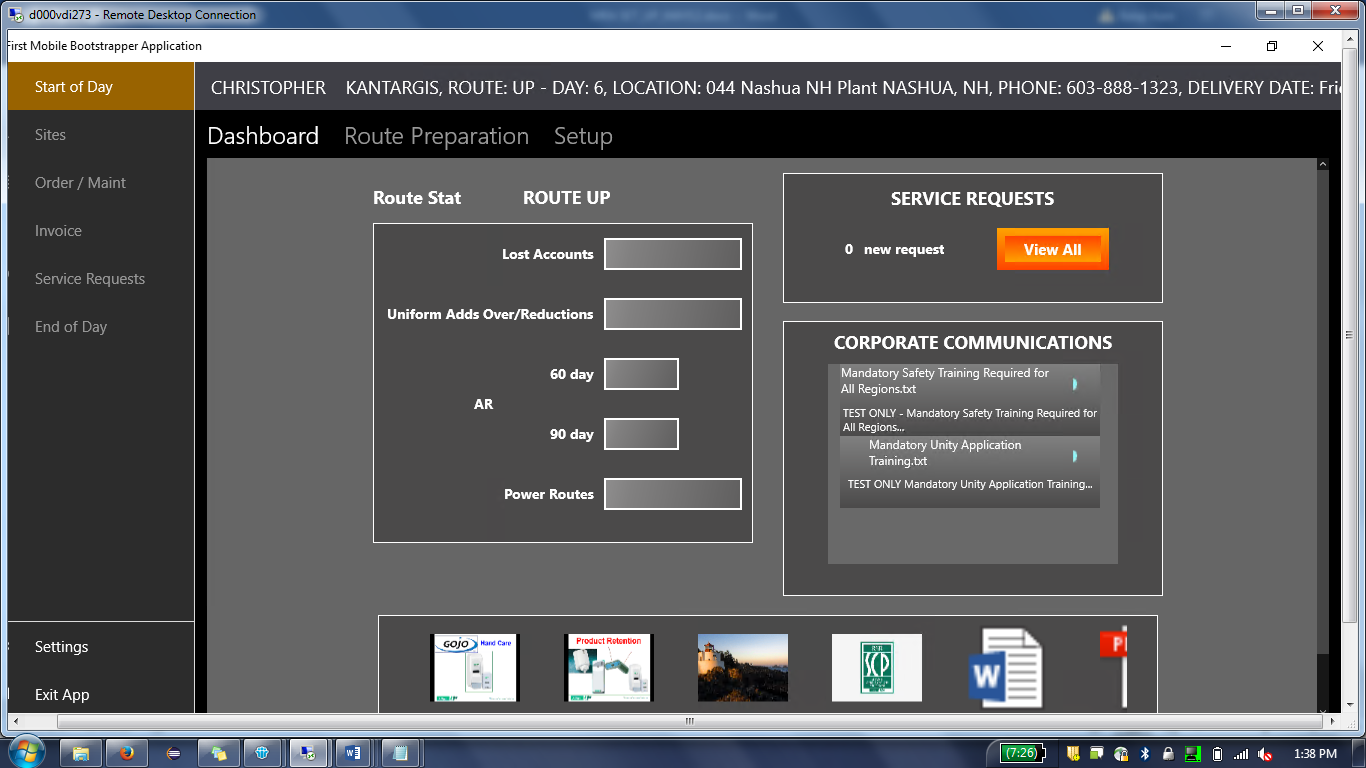 d000vdi273 - Remote Desktop Connection
First Mobile Bootstrapper Application
Start of Day
Sites
Order / Maint
Invoice
Service Requests
End of Day
Settings
Exit App
CHRISTOPHER KANTARGIS, ROUTE: UP - DAY: 6, LOCATION: 044 Nashua NH Plant NASHUA, NH, PHONE: 603-888-1323, DELIVERY DATE: Fri
Dashboard Route Preparation Setup
Route Stat ROUTE UP
Lost Accounts
Uniform Adds Over/Reductions
60 day
AR
90 day
Power Routes
SERVICE REQUESTS
0 new request View All
CORPORATE COMMUNICATIONS
Mandatory Safety Training Required for
All Regions.txt
TEST ONLY - Mandatory Safety Training Required for
All Regions...
Mandatory Unity Application
Training.txt
TEST ONLY Mandatory Unity Application Training...
GOJO Hand Care
Product Retention
SCP
W
(7:26)
1:38 PM